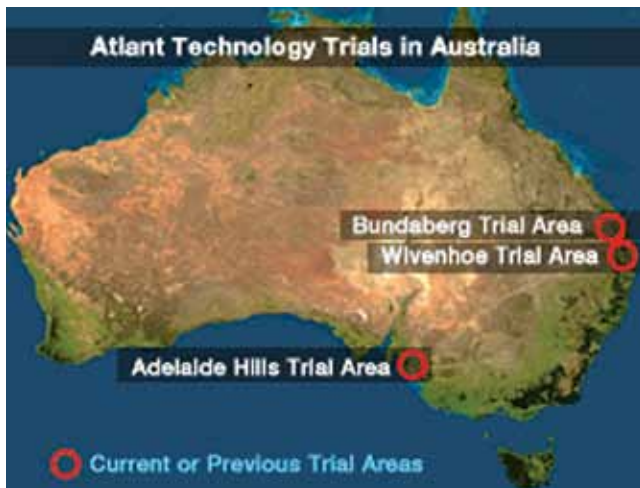 Atlant Technology Trials in Australia
Bundaberg Trial Area
Wivenhoe Trial Area
Adelaide Hills Trial Area
Current or Previous Trial Areas